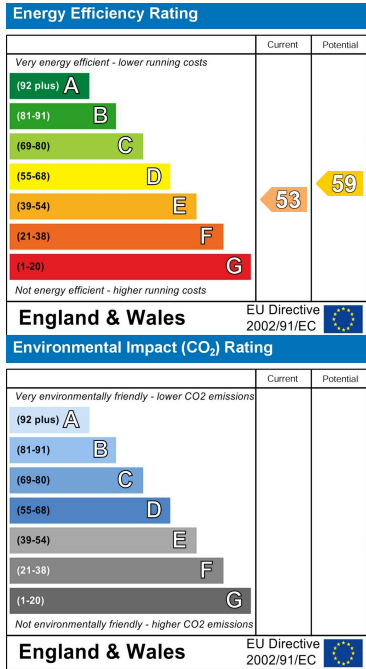 Energy Efficiency Rating
Current Potential
Very energy efficient - lower running costs
(92 plus) A
(81-91) B
(69-80) C
(55-68) D
(39-54) E
(21-38) F
(1-20) G
53
59
Not energy efficient - higher running costs
England & Wales
EU Directive
2002/91/EC
Environmental Impact (CO₂) Rating
Current Potential
Very environmentally friendly - lower CO2 emissions
(92 plus) A
(81-91) B
(69-80) C
(55-68) D
(39-54) E
(21-38) F
(1-20) G
Not environmentally friendly - higher CO2 emissions
England & Wales
EU Directive
2002/91/EC